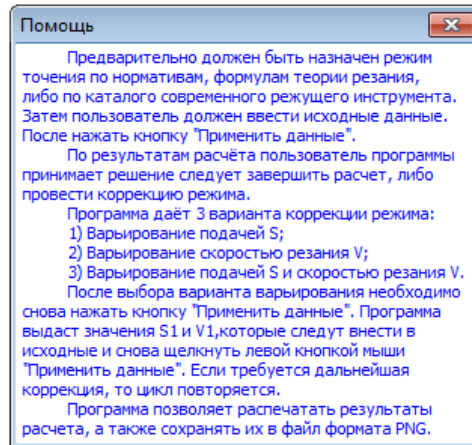 Помощь
Предварительно должен быть назначен режим
точения по нормативам, формулам теории резания,
либо по каталого современного режущего инструмента.
Затем пользователь должен ввести исходные данные.
После нажать кнопку "Применить данные".
По результатам расчёта пользователь программы
принимает решение следует завершить расчет, либо
провести коррекцию режима.
Программа даёт 3 варианта коррекции режима:
1) Варьирование подачей S;
2) Варьирование скоростью резания V;
3) Варьирование подачей S и скоростью резания V.
После выбора варианта варьирования необходимо
снова нажать кнопку "Применить данные". Программа
выдаст значения S1 и V1,которые следут внести в
исходные и снова щелкнуть левой кнопкой мыши
"Применить данные". Если требуется дальнейшая
коррекция, то цикл повторяется.
Программа позволяет распечатать результаты
расчета, а также сохранять их в файл формата PNG.